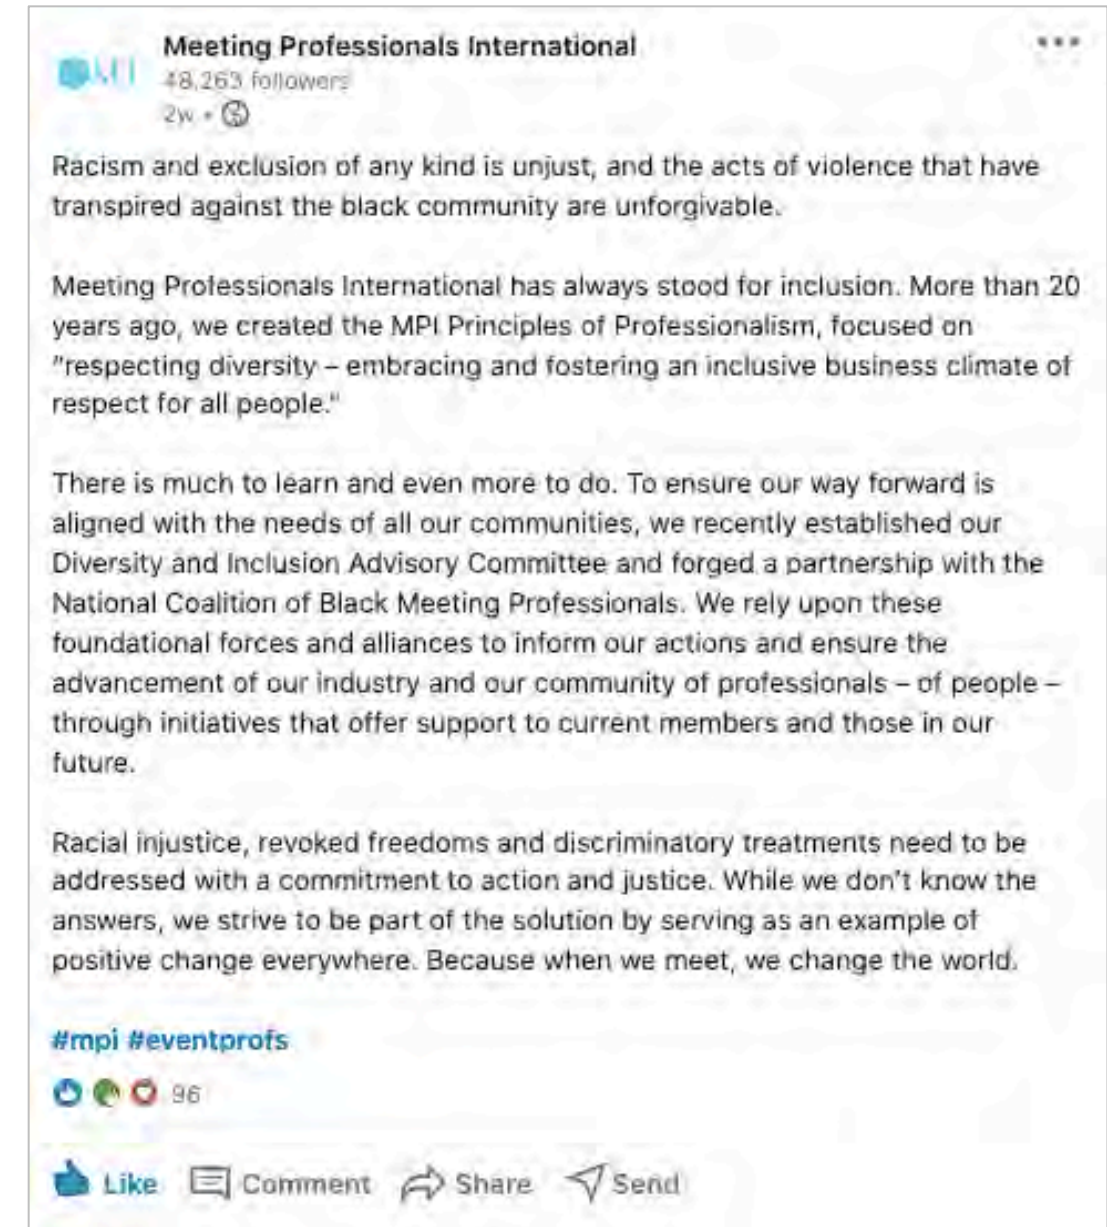 Meeting Professionals International
MPI
48,263 followers
2w •
Racism and exclusion of any kind is unjust, and the acts of violence that have
transpired against the black community are unforgivable.
Meeting Professionals International has always stood for inclusion. More than 20
years ago, we created the MPI Principles of Professionalism, focused on
"respecting diversity – embracing and fostering an inclusive business climate of
respect for all people."
There is much to learn and even more to do. To ensure our way forward is
aligned with the needs of all our communities, we recently established our
Diversity and Inclusion Advisory Committee and forged a partnership with the
National Coalition of Black Meeting Professionals. We rely upon these
foundational forces and alliances to inform our actions and ensure the
advancement of our industry and our community of professionals – of people –
through initiatives that offer support to current members and those in our
future.
Racial injustice, revoked freedoms and discriminatory treatments need to be
addressed with a commitment to action and justice. While we don't know the
answers, we strive to be part of the solution by serving as an example of
positive change everywhere. Because when we meet, we change the world.
#mpi #eventprofs
96
Like Comment Share Send